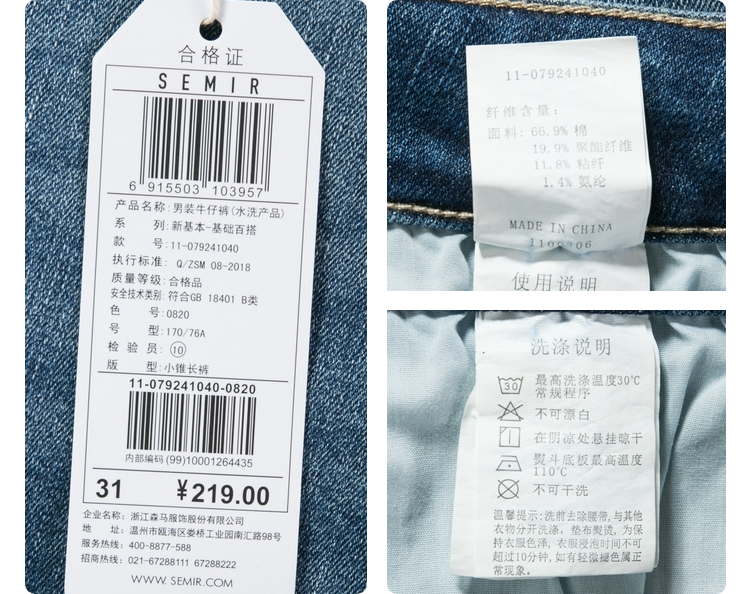 合格证
SEMIR
6 915503 103957
产品名称: 男装牛仔裤(水洗产品)
系 列: 新基本-基础百搭
款 号: 11-079241040
执行标准: Q/ZSM 08-2018
质量等级: 合格品
安全技术类别: 符合GB 18401 B类
色 号: 0820
号 型: 170/76A
检 验 员: ⑩
版 型: 小锥长裤
11-079241040-0820
内部编码 (99)10001264435
31 ¥219.00
企业名称: 浙江森马服饰股份有限公司
地 址: 温州市瓯海区娄桥工业园南汇路98号
服务热线: 400-8877-588
招商热线: 021-67288111 67288222
WWW. SEMIR.COM
11-079241040
纤维含量:
面料: 66.9% 棉
19.9% 聚酯纤维
11.8% 粘纤
1.4% 氨纶
MADE IN CHINA
使用说明
洗涤说明
30
最高洗涤温度30℃
常规程序
不可漂白
在阴凉处悬挂晾干
熨斗底板最高温度
110℃
不可干洗
温馨提示:洗前去除腰带,与其他
衣物分开洗涤, 垫布熨烫, 为保
持衣服色泽, 衣服浸泡时间不可
超过10分钟, 如有轻微褪色属正
常现象。